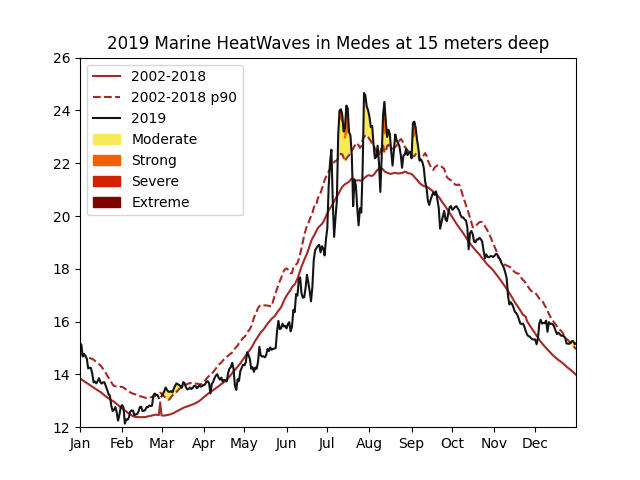 2019 Marine HeatWaves in Medes at 15 meters deep
26
24
22
20
18
16
14
12
2002-2018
2002-2018 p90
2019
Moderate
Strong
Severe
Extreme
Jan Feb Mar Apr May Jun Jul Aug Sep Oct Nov Dec